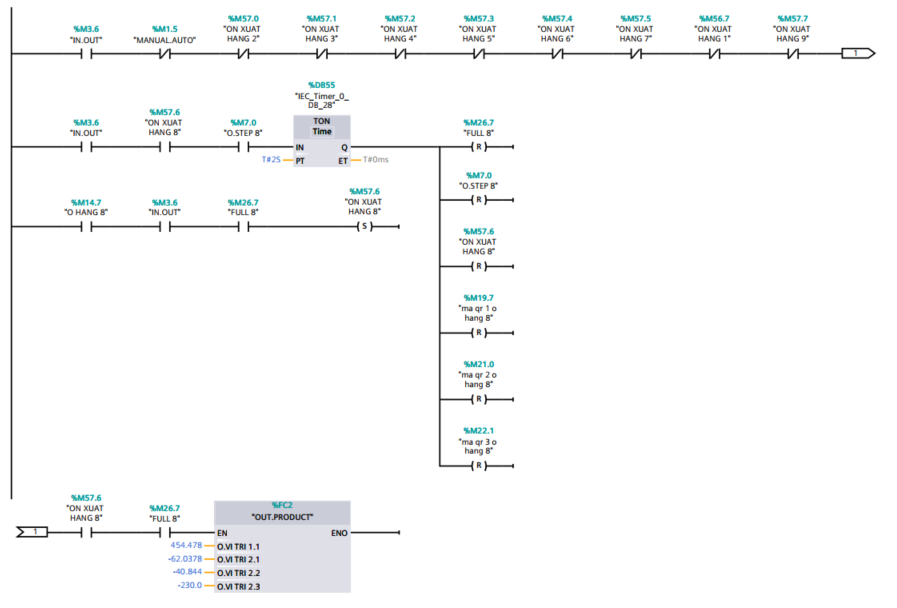 %M3.6
"IN.OUT"
%M1.5
"MANUAL.AUTO"
%M57.0
"ON XUAT
HANG 2"
%M57.1
"ON XUAT
HANG 3"
%M57.2
"ON XUAT
HANG 4"
%M57.3
"ON XUAT
HANG 5"
%M57.4
"ON XUAT
HANG 6"
%M57.5
"ON XUAT
HANG 7"
%M56.7
"ON XUAT
HANG 1"
%M57.7
"ON XUAT
HANG 9"
1
%M3.6
"IN.OUT"
%M57.6
"ON XUAT
HANG 8"
%M7.0
"O.STEP 8"
%DB55
"IEC_Timer_0_
DB_28"
TON
Time
IN Q
T#2S PT ET T#0ms
%M26.7
"FULL 8"
R
%M7.0
"O.STEP 8"
R
%M57.6
"ON XUAT
HANG 8"
R
%M19.7
"ma qr 1 o
hang 8"
R
%M21.0
"ma qr 2 o
hang 8"
R
%M22.1
"ma qr 3 o
hang 8"
R
%M14.7
"O HANG 8"
%M3.6
"IN.OUT"
%M26.7
"FULL 8"
%M57.6
"ON XUAT
HANG 8"
S
1
%M57.6
"ON XUAT
HANG 8"
%M26.7
"FULL 8"
%FC2
"OUT.PRODUCT"
EN ENO
454.478 O.VI TRI 1.1
-62.0378 O.VI TRI 2.1
-40.844 O.VI TRI 2.2
-230.0 O.VI TRI 2.3